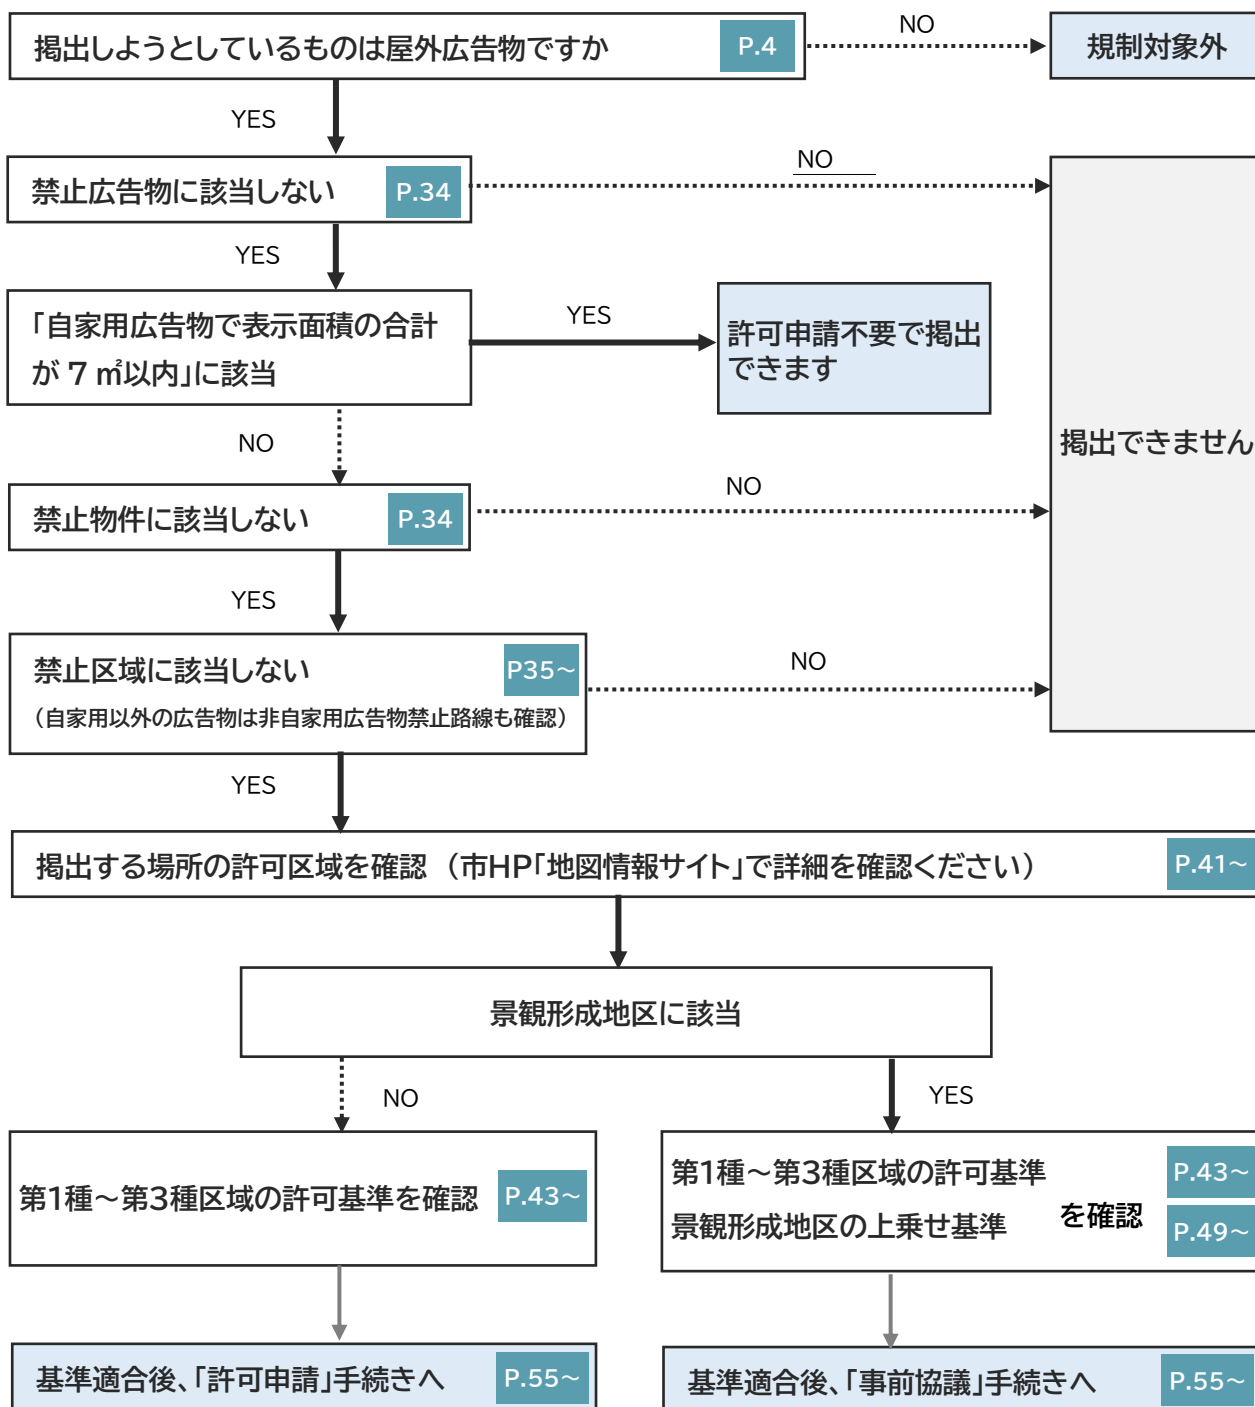 掲出しようとしているものは屋外広告物ですか P.4
NO
規制対象外
YES
禁止広告物に該当しない P.34
NO
YES
「自家用広告物で表示面積の合計
が 7 ㎡以内」に該当
YES
許可申請不要で掲出
できます
NO
掲出できません
禁止物件に該当しない P.34
NO
YES
禁止区域に該当しない P35～
（自家用以外の広告物は非自家用広告物禁止路線も確認）
NO
YES
掲出する場所の許可区域を確認 （市HP「地図情報サイト」で詳細を確認ください） P.41～
景観形成地区に該当
NO
YES
第1種～第3種区域の許可基準を確認 P.43～
第1種～第3種区域の許可基準 P.43～
景観形成地区の上乗せ基準 を確認 P.49～
基準適合後、「許可申請」手続きへ P.55～
基準適合後、「事前協議」手続きへ P.55～